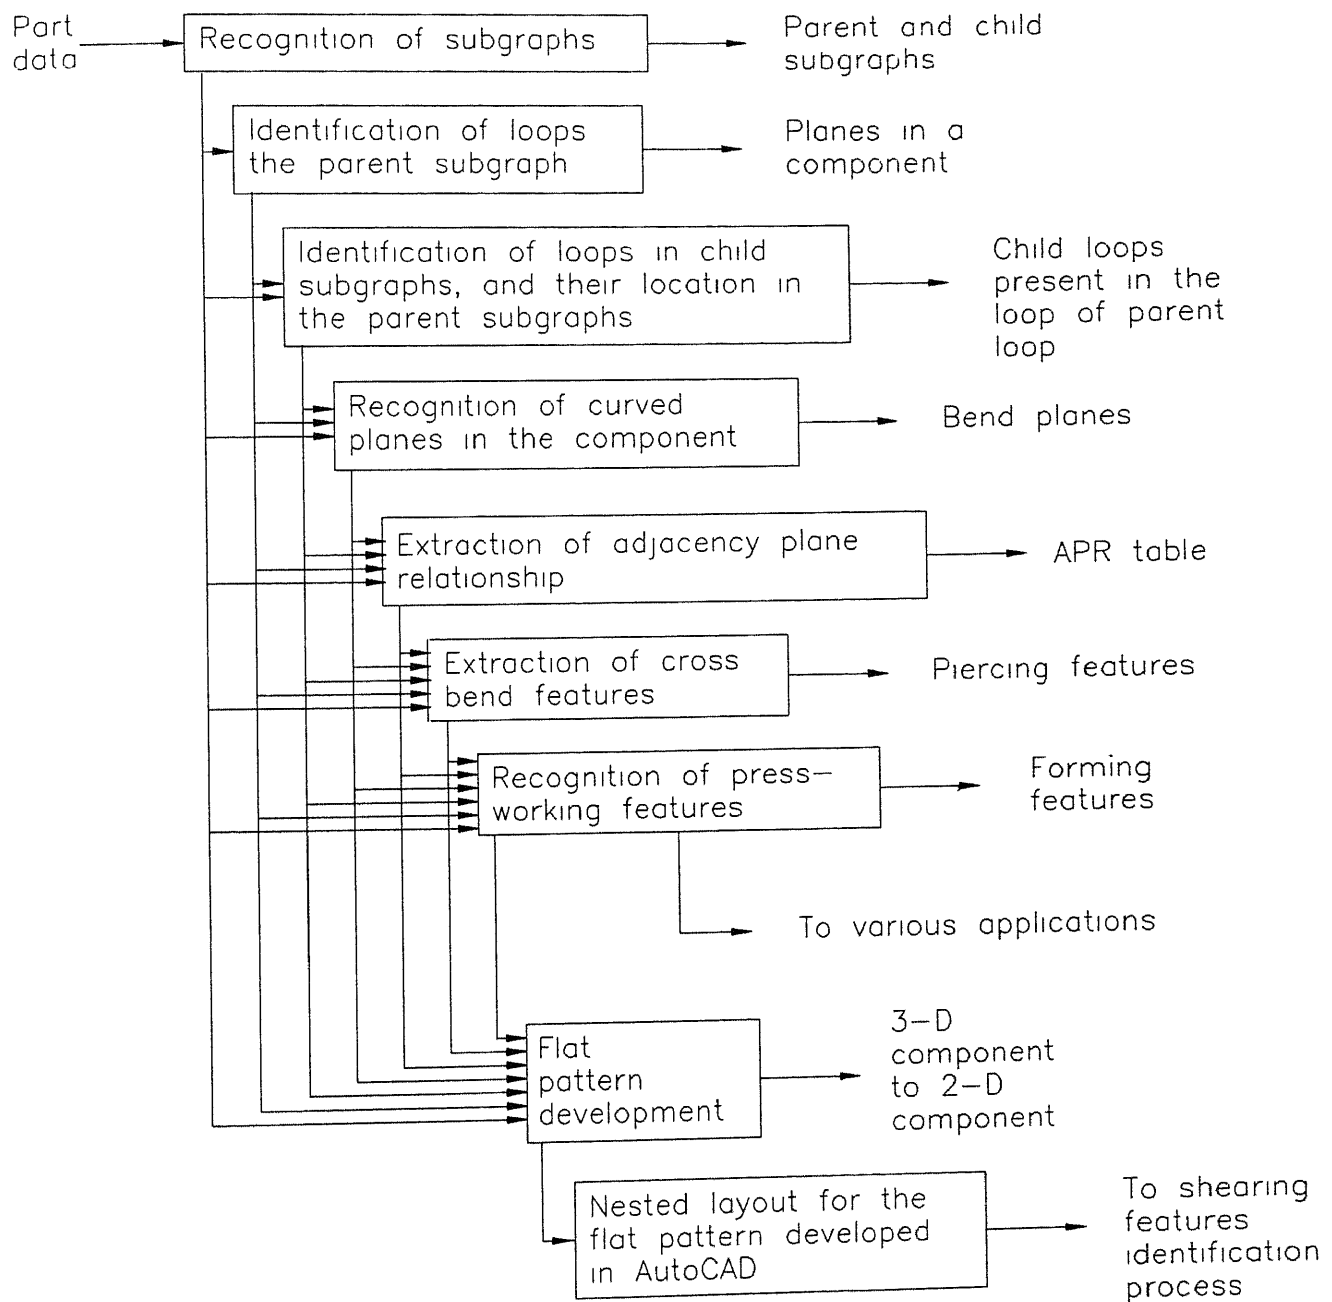 Part
data
Recognition of subgraphs
Parent and child
subgraphs
Identification of loops
the parent subgraph
Planes in a
component
Identification of loops in child
subgraphs, and their location in
the parent subgraphs
Child loops
present in the
loop of parent
loop
Recognition of curved
planes in the component
Bend planes
Extraction of adjacency plane
relationship
APR table
Extraction of cross
bend features
Piercing features
Recognition of press-
working features
Forming
features
To various applications
Flat
pattern
development
3-D
component
to 2-D
component
Nested layout for the
flat pattern developed
in AutoCAD
To shearing
features
identification
process